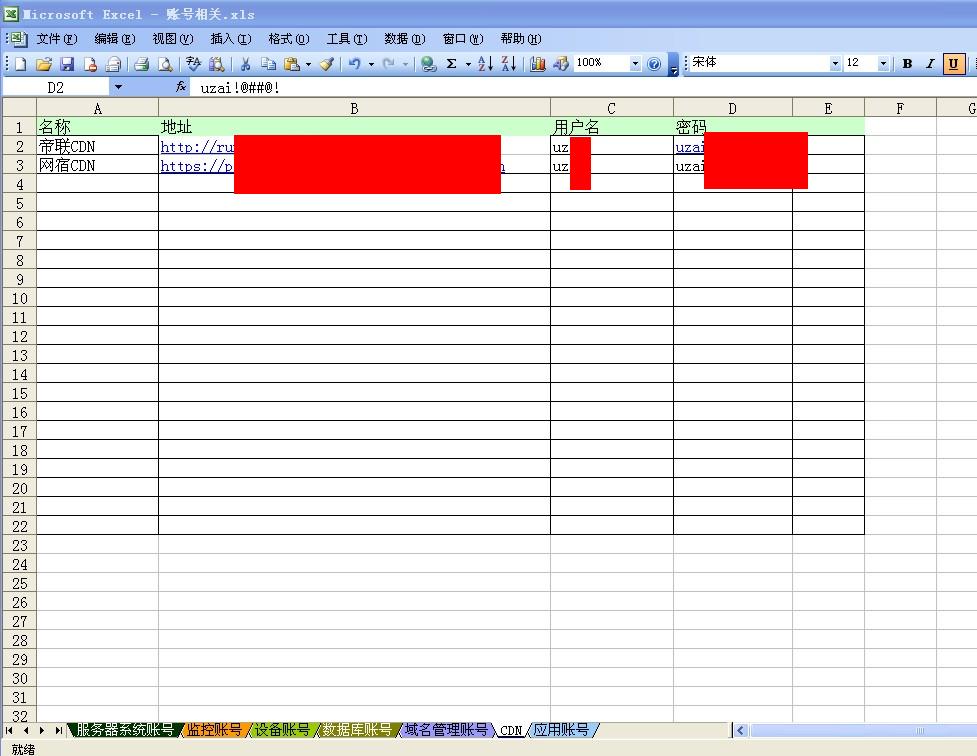 Microsoft Excel - 账号相关.xls
文件(F) 编辑(E) 视图(V) 插入(I) 格式(O) 工具(T) 数据(D) 窗口(W) 帮助(H)
100% 宋体 12 B I U
D2 fx uzai!@##@!
A B C D E F G
1 名称 地址 用户名 密码
2 帝联CDN http://ru uz uzai
3 网宿CDN https://p uz uzai
4
5
6
7
8
9
10
11
12
13
14
15
16
17
18
19
20
21
22
23
24
25
26
27
28
29
30
31
32
服务器系统账号 监控账号 设备账号 数据库账号 域名管理账号 CDN 应用账号
就绪